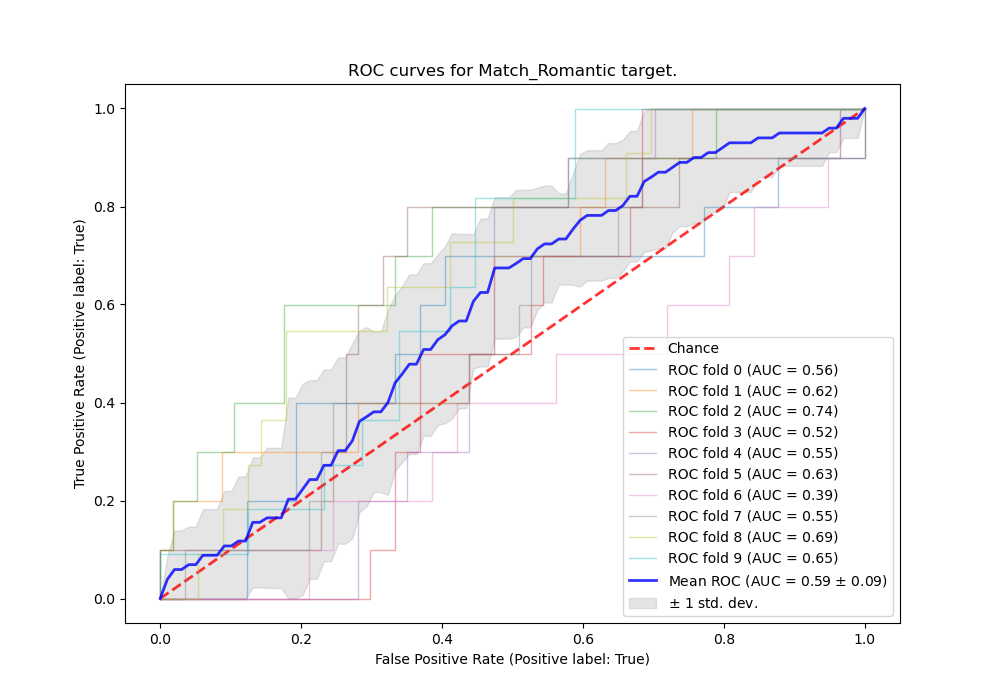 ROC curves for Match_Romantic target.
True Positive Rate (Positive label: True)
1.0
0.8
0.6
0.4
0.2
0.0
0.0 0.2 0.4 0.6 0.8 1.0
False Positive Rate (Positive label: True)
Chance
ROC fold 0 (AUC = 0.56)
ROC fold 1 (AUC = 0.62)
ROC fold 2 (AUC = 0.74)
ROC fold 3 (AUC = 0.52)
ROC fold 4 (AUC = 0.55)
ROC fold 5 (AUC = 0.63)
ROC fold 6 (AUC = 0.39)
ROC fold 7 (AUC = 0.55)
ROC fold 8 (AUC = 0.69)
ROC fold 9 (AUC = 0.65)
Mean ROC (AUC = 0.59 ± 0.09)
± 1 std. dev.